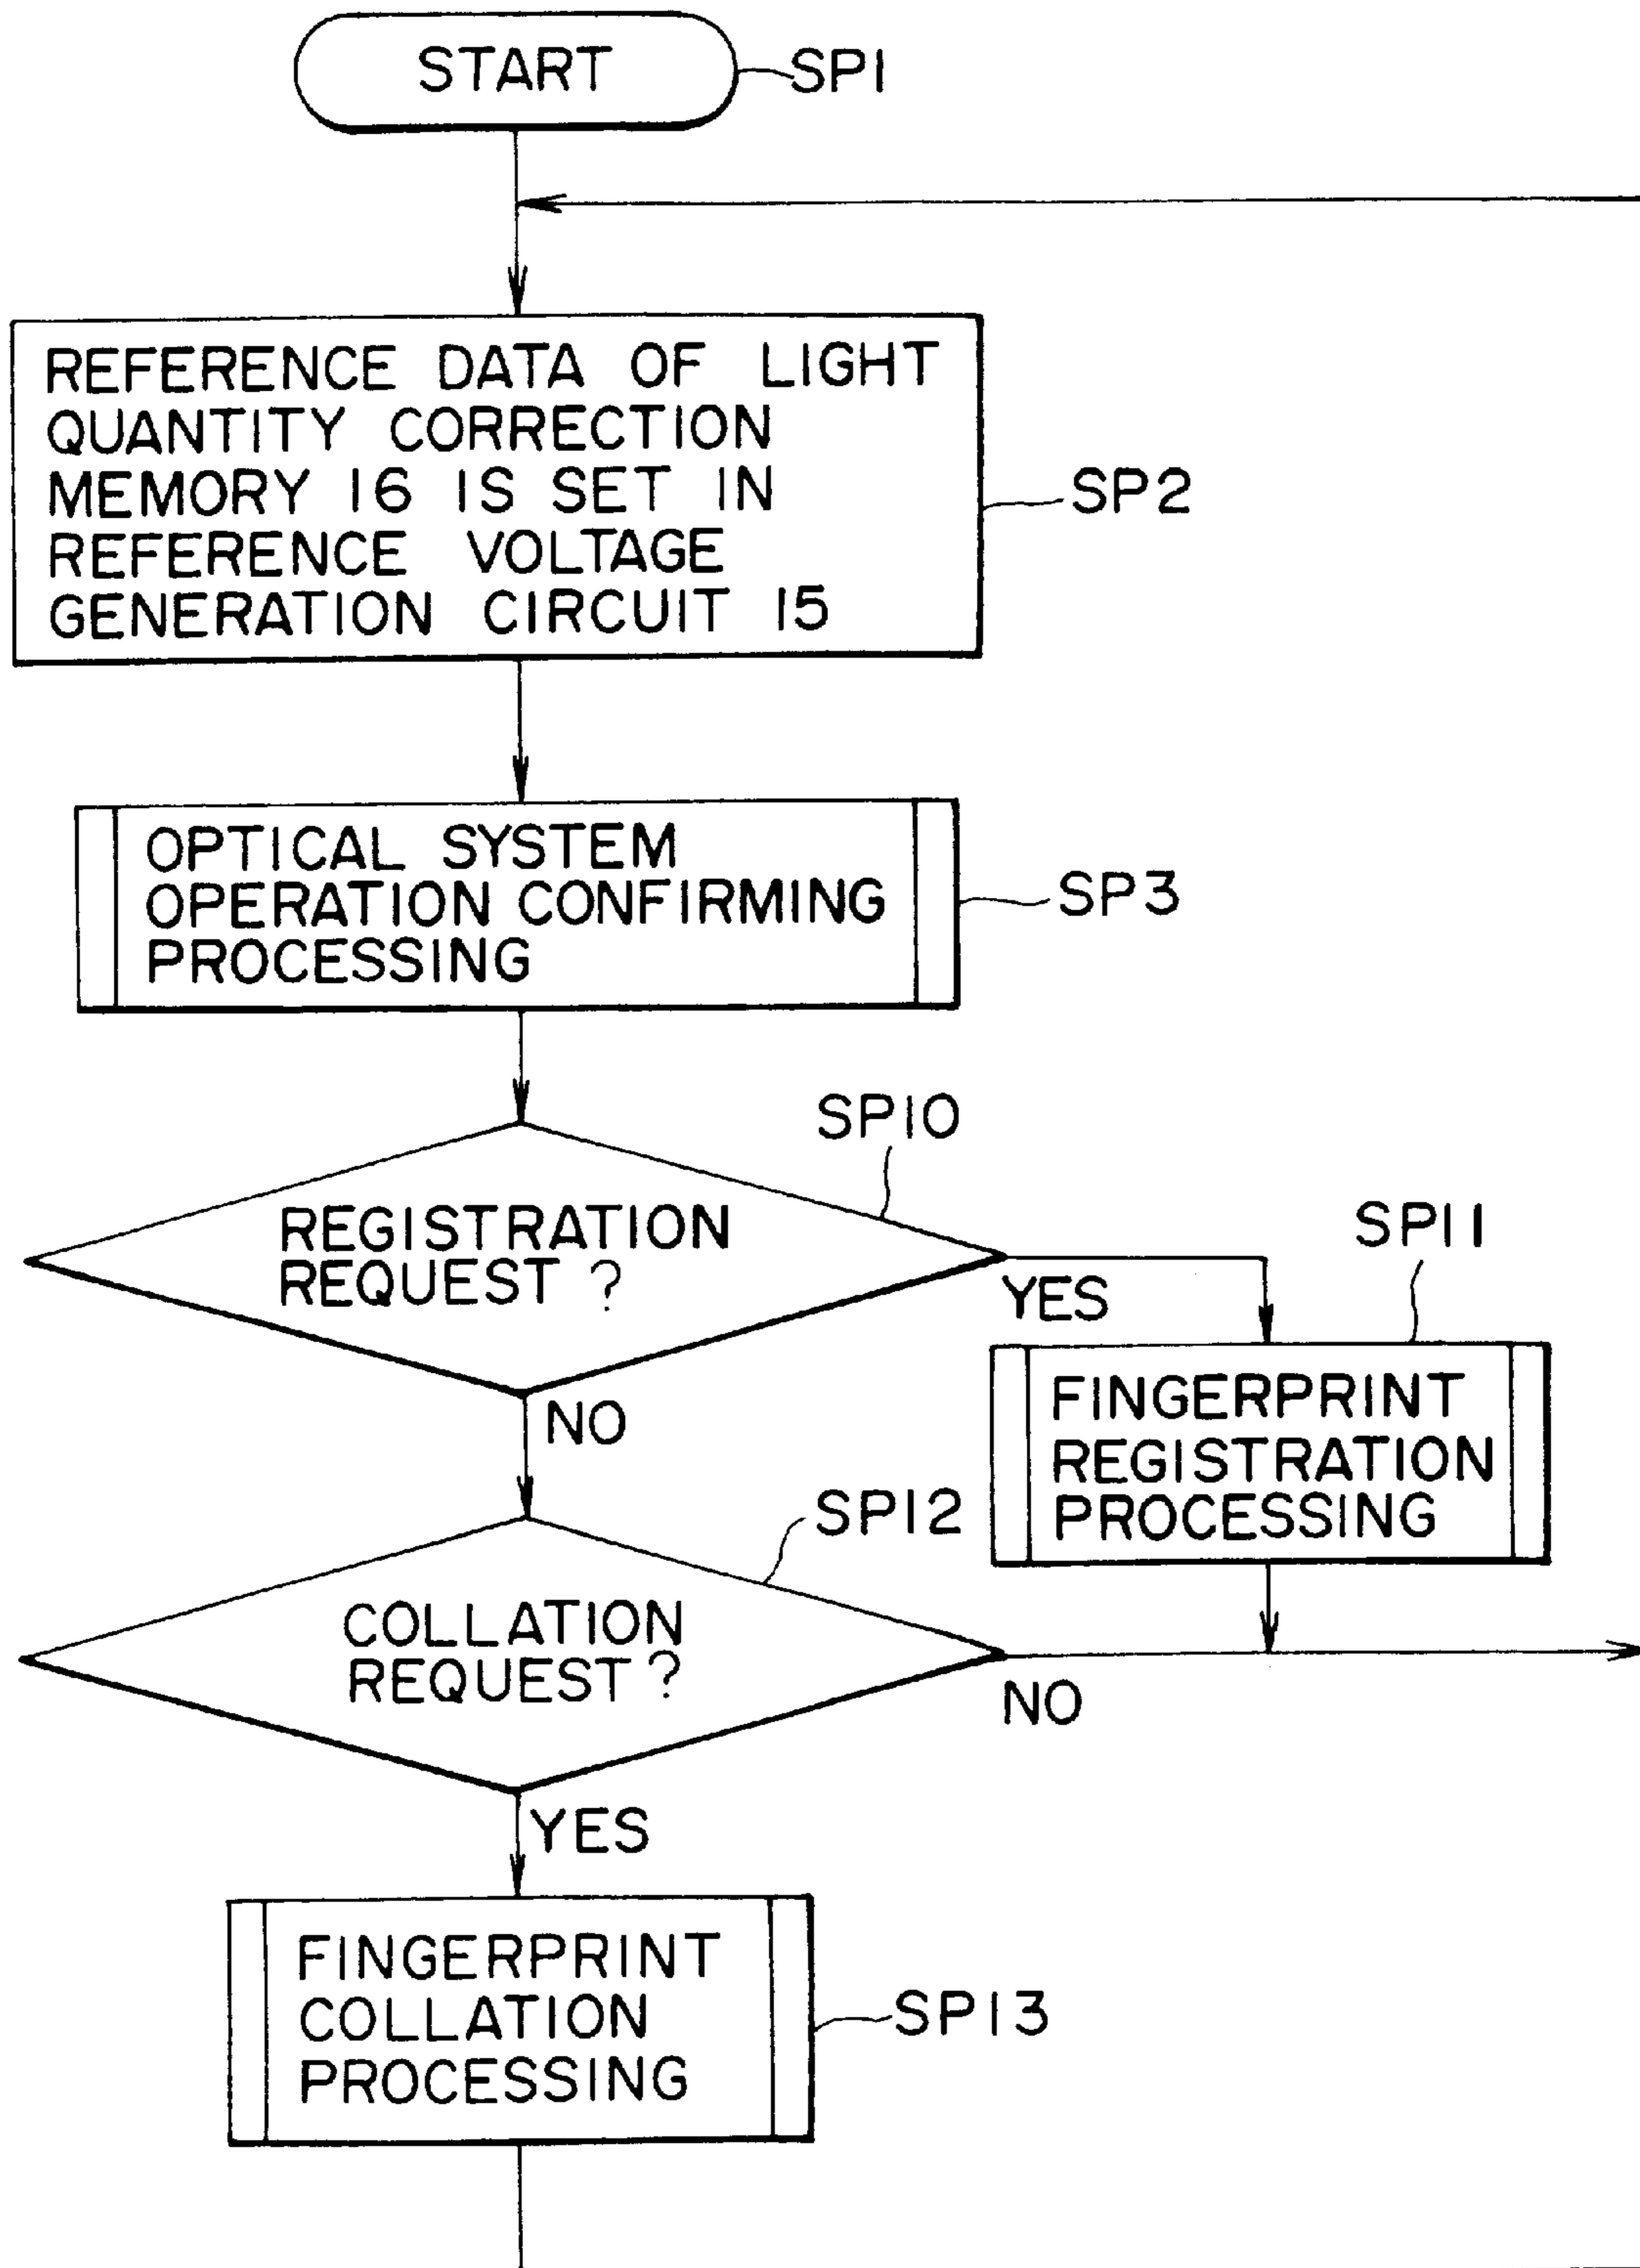 START
SP1
REFERENCE DATA OF LIGHT
QUANTITY CORRECTION
MEMORY 16 IS SET IN
REFERENCE VOLTAGE
GENERATION CIRCUIT 15
SP2
OPTICAL SYSTEM
OPERATION CONFIRMING
PROCESSING
SP3
SP10
REGISTRATION
REQUEST ?
YES
NO
SP11
FINGERPRINT
REGISTRATION
PROCESSING
SP12
COLLATION
REQUEST ?
NO
YES
FINGERPRINT
COLLATION
PROCESSING
SP13